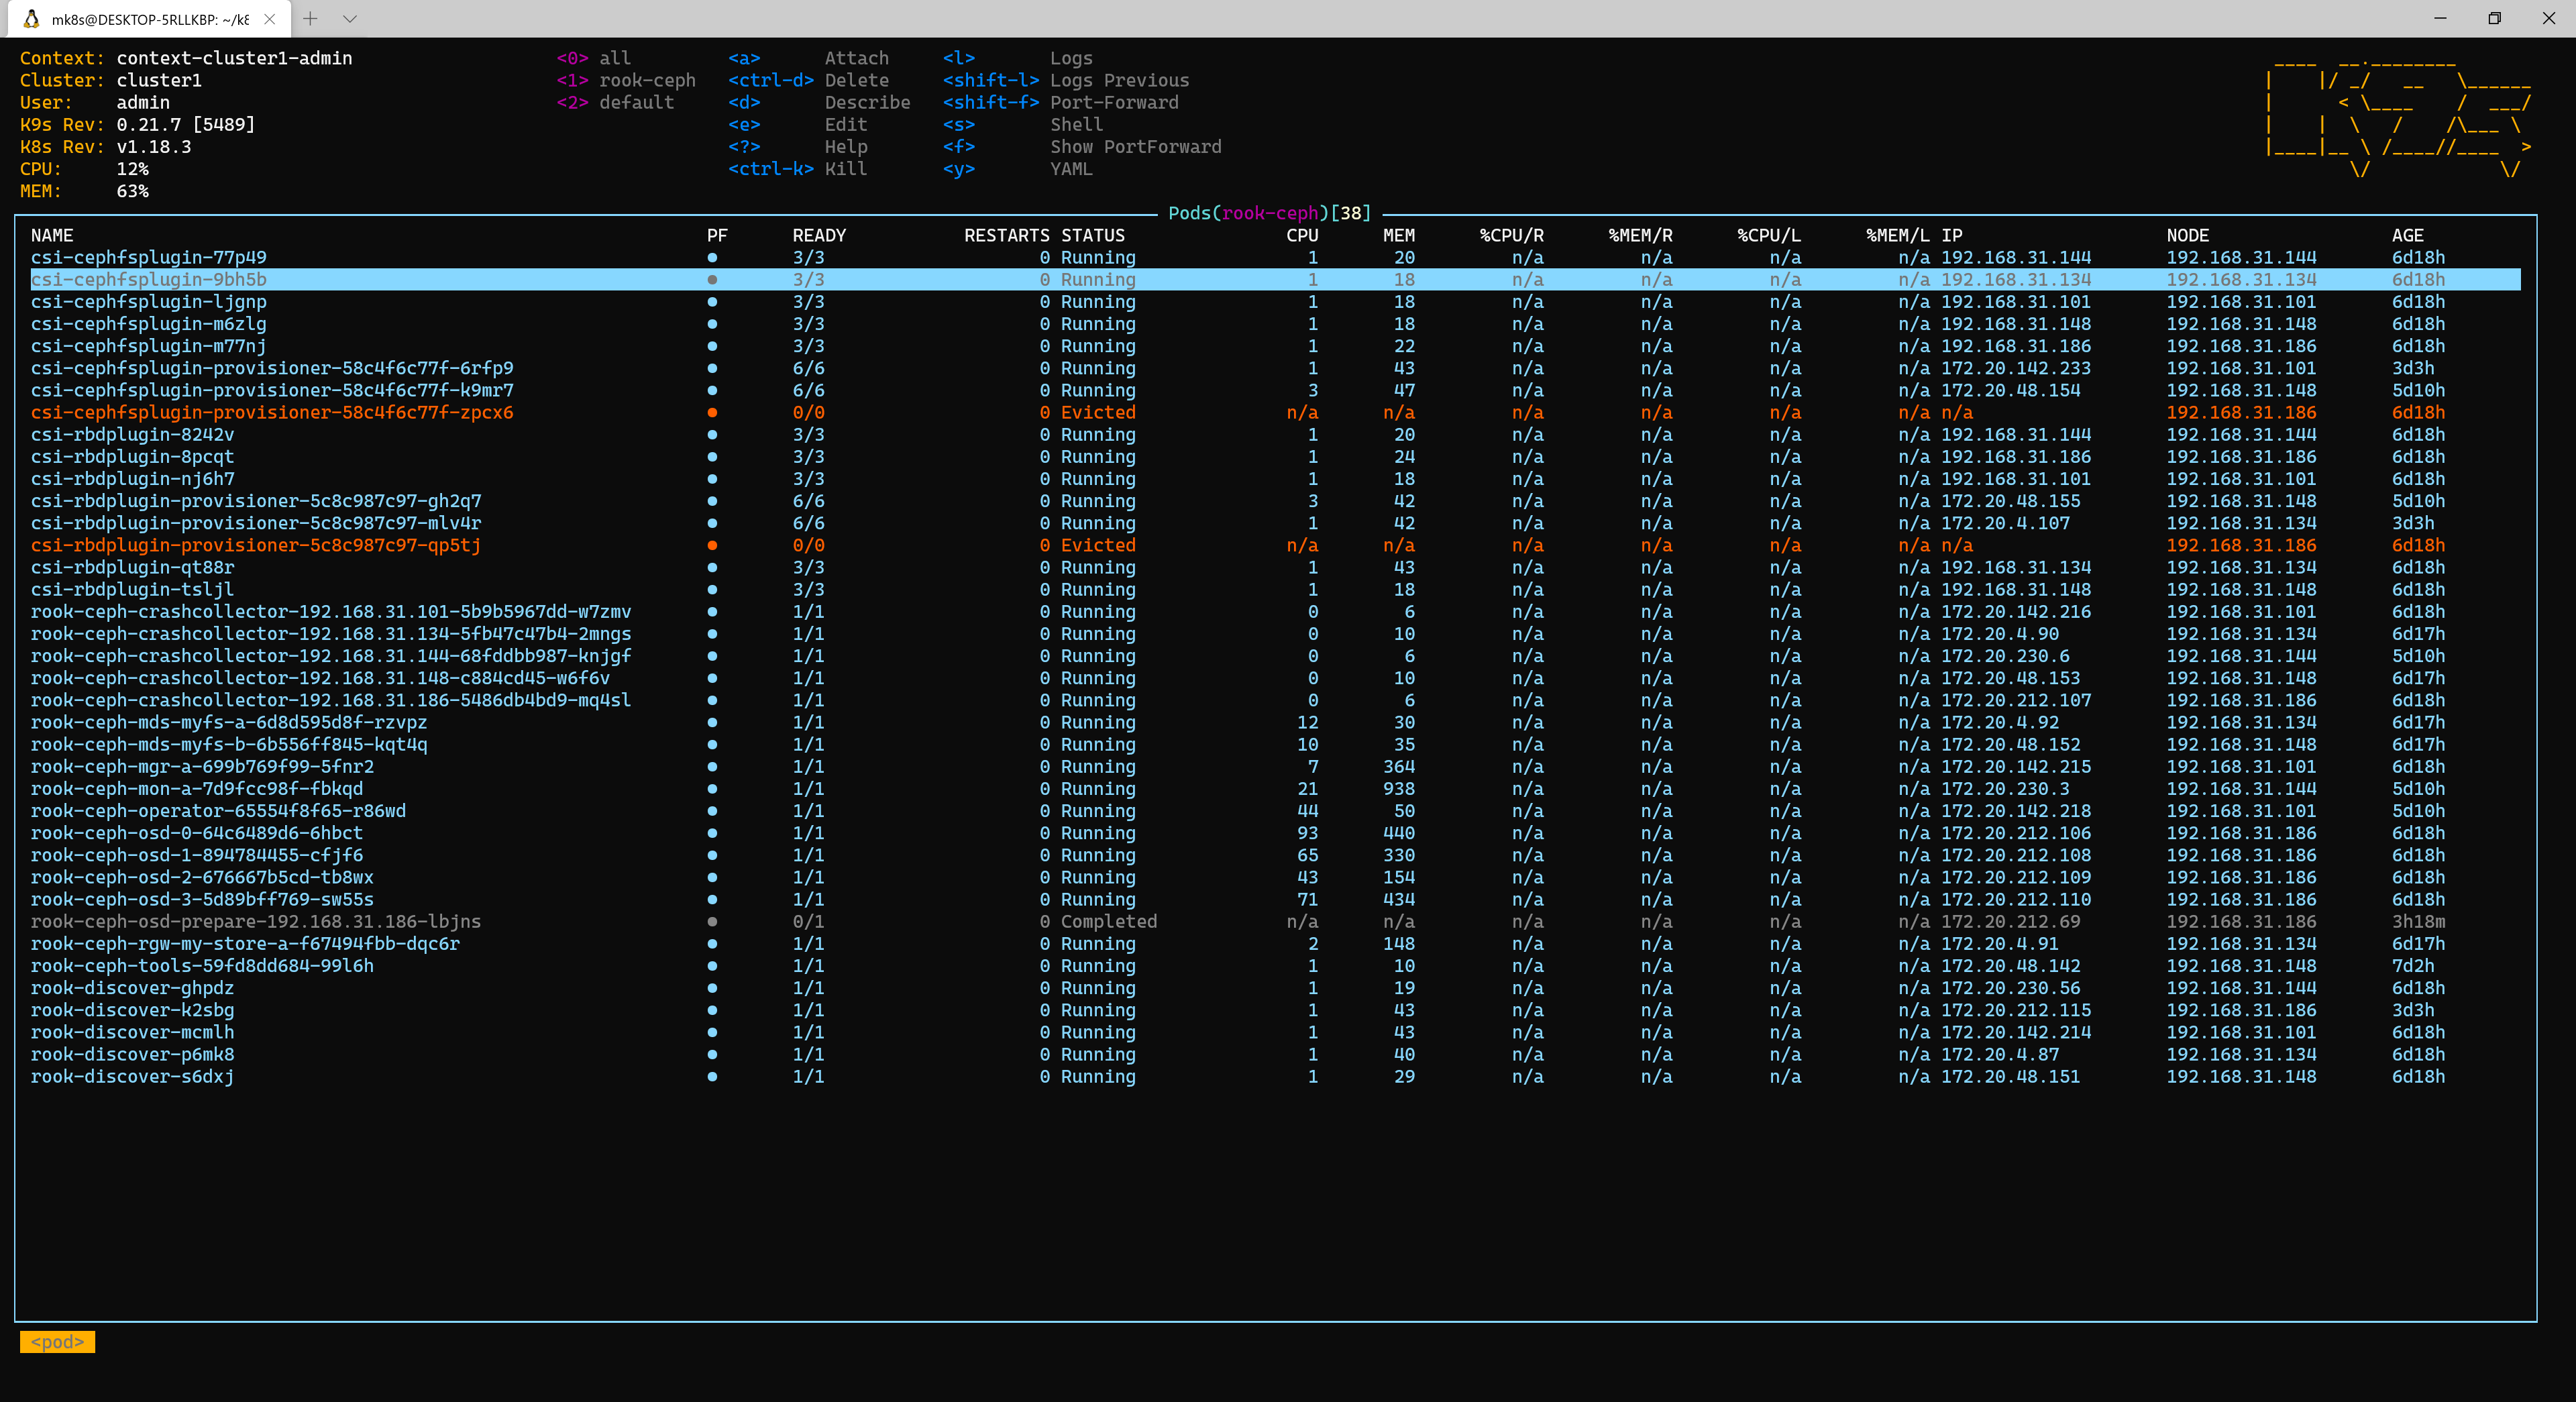 mk8s@DESKTOP-5RLLKBP: ~/k8
Context: context-cluster1-admin <0> all <a> Attach <l> Logs
Cluster: cluster1 <1> rook-ceph <ctrl-d> Delete <shift-l> Logs Previous
User: admin <2> default <d> Describe <shift-f> Port-Forward
K9s Rev: 0.21.7 [5489] <e> Edit <s> Shell
K8s Rev: v1.18.3 <?> Help <f> Show PortForward
CPU: 12% <ctrl-k> Kill <y> YAML
MEM: 63%
Pods(rook-ceph)[38]
NAME PF READY RESTARTS STATUS CPU MEM %CPU/R %MEM/R %CPU/L %MEM/L IP NODE AGE
csi-cephfsplugin-77p49 ● 3/3 0 Running 1 20 n/a n/a n/a n/a 192.168.31.144 192.168.31.144 6d18h
csi-cephfsplugin-9bh5b ● 3/3 0 Running 1 18 n/a n/a n/a n/a 192.168.31.134 192.168.31.134 6d18h
csi-cephfsplugin-ljgnp ● 3/3 0 Running 1 18 n/a n/a n/a n/a 192.168.31.101 192.168.31.101 6d18h
csi-cephfsplugin-m6zlg ● 3/3 0 Running 1 18 n/a n/a n/a n/a 192.168.31.148 192.168.31.148 6d18h
csi-cephfsplugin-m77nj ● 3/3 0 Running 1 22 n/a n/a n/a n/a 192.168.31.186 192.168.31.186 6d18h
csi-cephfsplugin-provisioner-58c4f6c77f-6rfp9 ● 6/6 0 Running 1 43 n/a n/a n/a n/a 172.20.142.233 192.168.31.101 3d3h
csi-cephfsplugin-provisioner-58c4f6c77f-k9mr7 ● 6/6 0 Running 3 47 n/a n/a n/a n/a 172.20.48.154 192.168.31.148 5d10h
csi-cephfsplugin-provisioner-58c4f6c77f-zpcx6 ● 0/0 0 Evicted n/a n/a n/a n/a n/a n/a n/a 192.168.31.186 6d18h
csi-rbdplugin-8242v ● 3/3 0 Running 1 20 n/a n/a n/a n/a 192.168.31.144 192.168.31.144 6d18h
csi-rbdplugin-8pcqt ● 3/3 0 Running 1 24 n/a n/a n/a n/a 192.168.31.186 192.168.31.186 6d18h
csi-rbdplugin-nj6h7 ● 3/3 0 Running 1 18 n/a n/a n/a n/a 192.168.31.101 192.168.31.101 6d18h
csi-rbdplugin-provisioner-5c8c987c97-gh2q7 ● 6/6 0 Running 3 42 n/a n/a n/a n/a 172.20.48.155 192.168.31.148 5d10h
csi-rbdplugin-provisioner-5c8c987c97-mlv4r ● 6/6 0 Running 1 42 n/a n/a n/a n/a 172.20.4.107 192.168.31.134 3d3h
csi-rbdplugin-provisioner-5c8c987c97-qp5tj ● 0/0 0 Evicted n/a n/a n/a n/a n/a n/a n/a 192.168.31.186 6d18h
csi-rbdplugin-qt88r ● 3/3 0 Running 1 43 n/a n/a n/a n/a 192.168.31.134 192.168.31.134 6d18h
csi-rbdplugin-tsljl ● 3/3 0 Running 1 18 n/a n/a n/a n/a 192.168.31.148 192.168.31.148 6d18h
rook-ceph-crashcollector-192.168.31.101-5b9b5967dd-w7zmv ● 1/1 0 Running 0 6 n/a n/a n/a n/a 172.20.142.216 192.168.31.101 6d18h
rook-ceph-crashcollector-192.168.31.134-5fb47c47b4-2mngs ● 1/1 0 Running 0 10 n/a n/a n/a n/a 172.20.4.90 192.168.31.134 6d17h
rook-ceph-crashcollector-192.168.31.144-68fddbb987-knjgf ● 1/1 0 Running 0 6 n/a n/a n/a n/a 172.20.230.6 192.168.31.144 5d10h
rook-ceph-crashcollector-192.168.31.148-c884cd45-w6f6v ● 1/1 0 Running 0 10 n/a n/a n/a n/a 172.20.48.153 192.168.31.148 6d17h
rook-ceph-crashcollector-192.168.31.186-5486db4bd9-mq4sl ● 1/1 0 Running 0 6 n/a n/a n/a n/a 172.20.212.107 192.168.31.186 6d18h
rook-ceph-mds-myfs-a-6d8d595d8f-rzvpz ● 1/1 0 Running 12 30 n/a n/a n/a n/a 172.20.4.92 192.168.31.134 6d17h
rook-ceph-mds-myfs-b-6b556ff845-kqt4q ● 1/1 0 Running 10 35 n/a n/a n/a n/a 172.20.48.152 192.168.31.148 6d17h
rook-ceph-mgr-a-699b769f99-5fnr2 ● 1/1 0 Running 7 364 n/a n/a n/a n/a 172.20.142.215 192.168.31.101 6d18h
rook-ceph-mon-a-7d9fcc98f-fbkqd ● 1/1 0 Running 21 938 n/a n/a n/a n/a 172.20.230.3 192.168.31.144 5d10h
rook-ceph-operator-65554f8f65-r86wd ● 1/1 0 Running 44 50 n/a n/a n/a n/a 172.20.142.218 192.168.31.101 5d10h
rook-ceph-osd-0-64c6489d6-6hbct ● 1/1 0 Running 93 440 n/a n/a n/a n/a 172.20.212.106 192.168.31.186 6d18h
rook-ceph-osd-1-894784455-cfjf6 ● 1/1 0 Running 65 330 n/a n/a n/a n/a 172.20.212.108 192.168.31.186 6d18h
rook-ceph-osd-2-676667b5cd-tb8wx ● 1/1 0 Running 43 154 n/a n/a n/a n/a 172.20.212.109 192.168.31.186 6d18h
rook-ceph-osd-3-5d89bff769-sw55s ● 1/1 0 Running 71 434 n/a n/a n/a n/a 172.20.212.110 192.168.31.186 6d18h
rook-ceph-osd-prepare-192.168.31.186-lbjns ● 0/1 0 Completed n/a n/a n/a n/a n/a n/a 172.20.212.69 192.168.31.186 3h18m
rook-ceph-rgw-my-store-a-f67494fbb-dqc6r ● 1/1 0 Running 2 148 n/a n/a n/a n/a 172.20.4.91 192.168.31.134 6d17h
rook-ceph-tools-59fd8dd684-99l6h ● 1/1 0 Running 1 10 n/a n/a n/a n/a 172.20.48.142 192.168.31.148 7d2h
rook-discover-ghpdz ● 1/1 0 Running 1 19 n/a n/a n/a n/a 172.20.230.56 192.168.31.144 6d18h
rook-discover-k2sbg ● 1/1 0 Running 1 43 n/a n/a n/a n/a 172.20.212.115 192.168.31.186 3d3h
rook-discover-mcmlh ● 1/1 0 Running 1 43 n/a n/a n/a n/a 172.20.142.214 192.168.31.101 6d18h
rook-discover-p6mk8 ● 1/1 0 Running 1 40 n/a n/a n/a n/a 172.20.4.87 192.168.31.134 6d18h
rook-discover-s6dxj ● 1/1 0 Running 1 29 n/a n/a n/a n/a 172.20.48.151 192.168.31.148 6d18h
<pod>